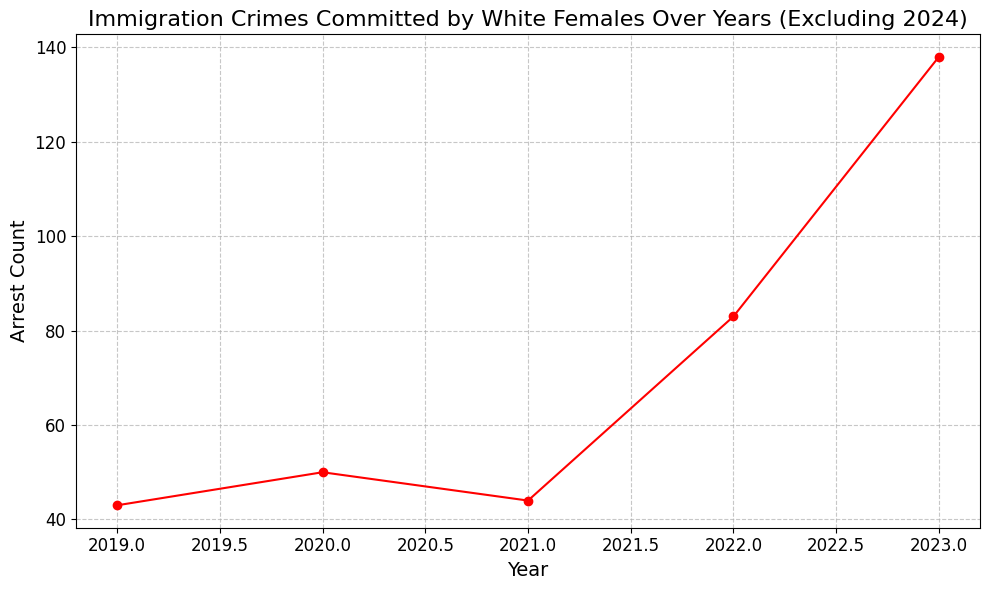 Immigration Crimes Committed by White Females Over Years (Excluding 2024)
140
120
100
80
60
40
Arrest Count
2019.0 2019.5 2020.0 2020.5 2021.0 2021.5 2022.0 2022.5 2023.0
Year